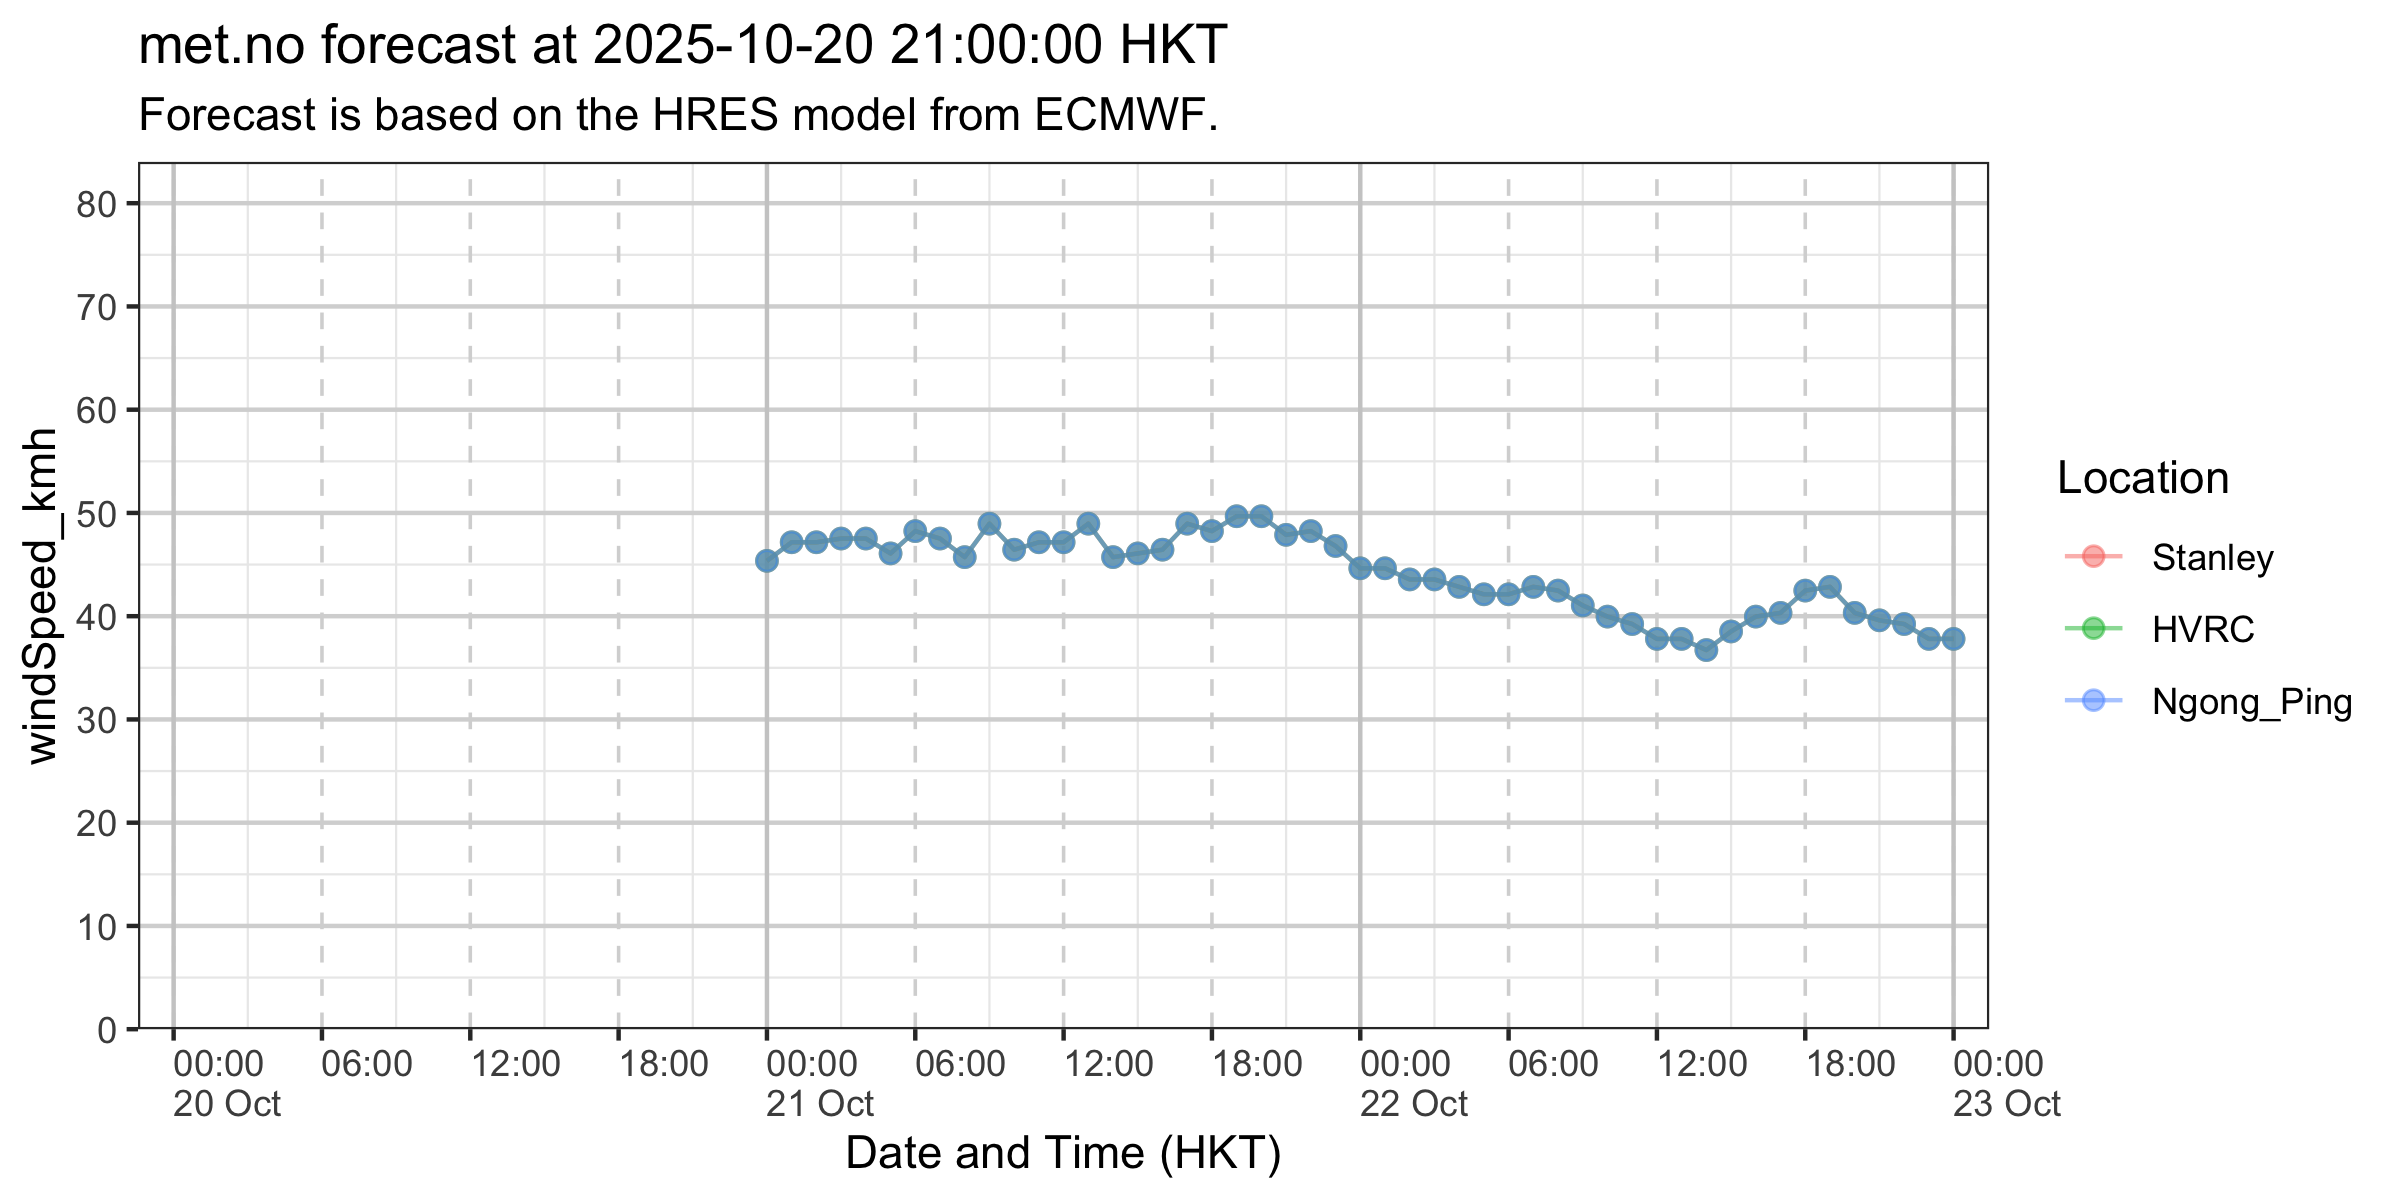 met.no forecast at 2025-10-20 21:00:00 HKT
Forecast is based on the HRES model from ECMWF.
windSpeed_kmh
80
70
60
50
40
30
20
10
0
00:00 06:00 12:00 18:00 00:00 06:00 12:00 18:00 00:00 06:00 12:00 18:00 00:00
20 Oct 21 Oct 22 Oct 23 Oct
Date and Time (HKT)
Location
Stanley
HVRC
Ngong_Ping